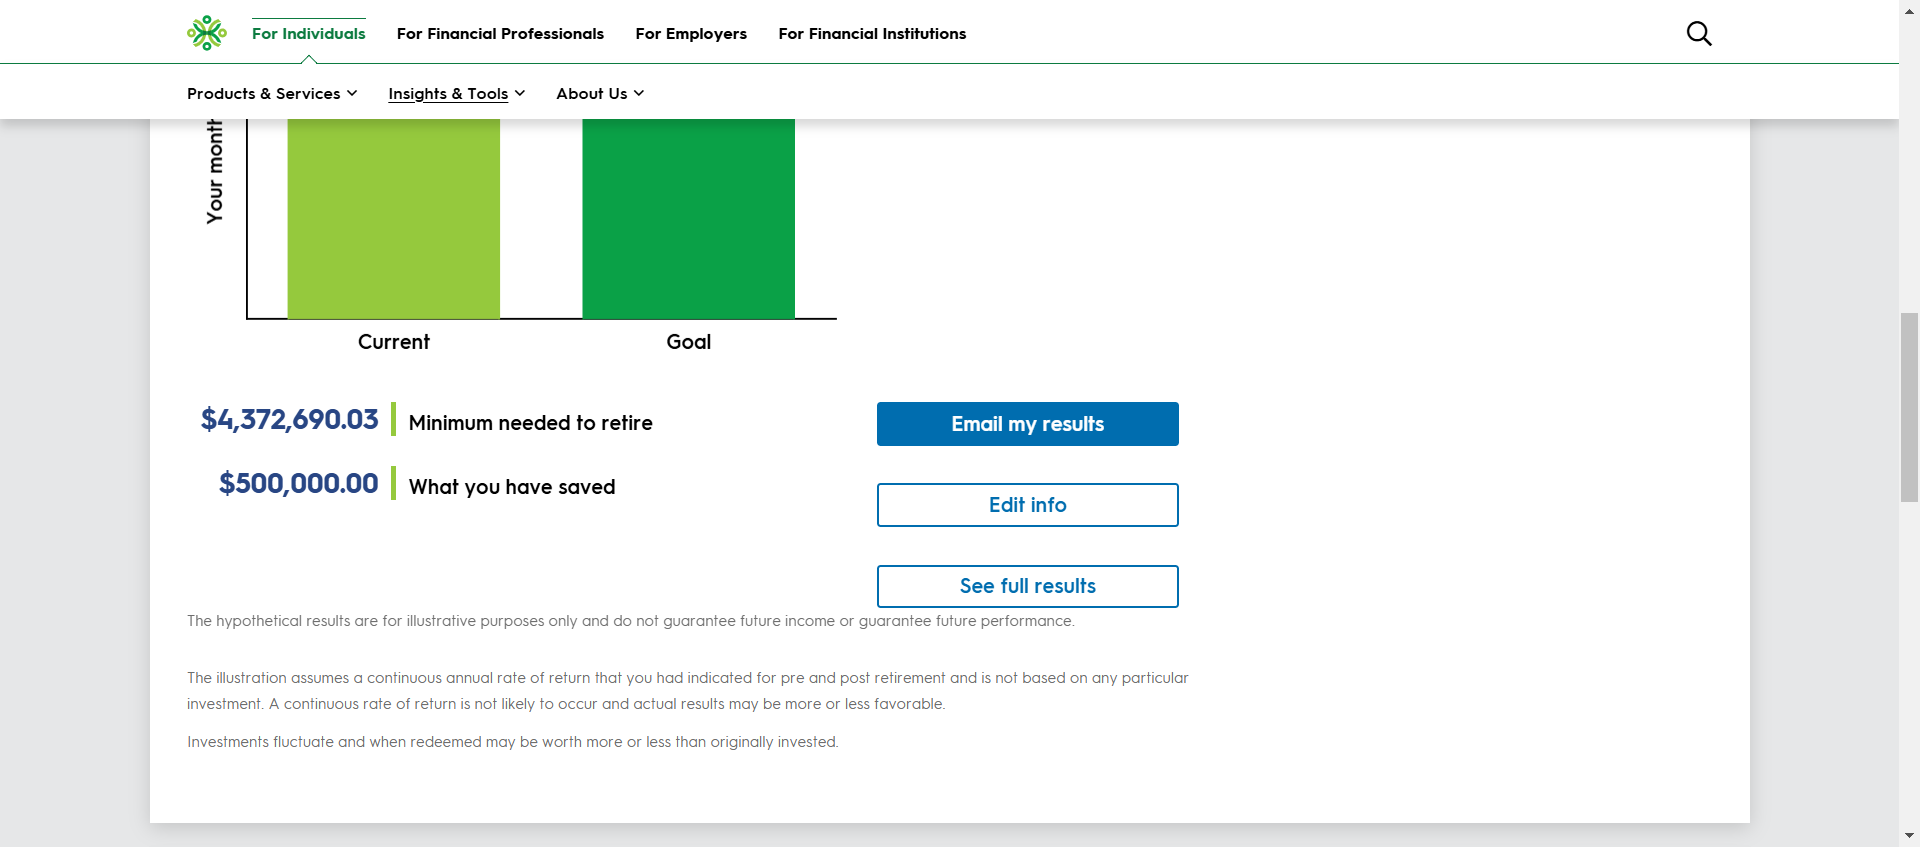 For Individuals
For Financial Professionals
For Employers
For Financial Institutions
Products & Services
Insights & Tools
About Us
Your month
Current
Goal
$4,372,690.03
Minimum needed to retire
$500,000.00
What you have saved
Email my results
Edit info
See full results
The hypothetical results are for illustrative purposes only and do not guarantee future income or guarantee future performance.
The illustration assumes a continuous annual rate of return that you had indicated for pre and post retirement and is not based on any particular
investment. A continuous rate of return is not likely to occur and actual results may be more or less favorable.
Investments fluctuate and when redeemed may be worth more or less than originally invested.